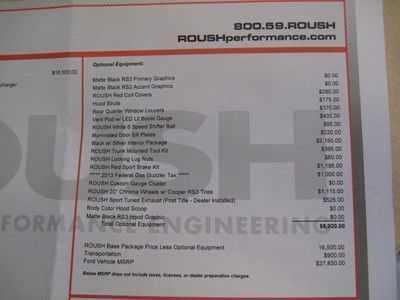 800.59.ROUSH
ROUSHperformance.com
$16,500.00
charger
Optional Equipment:
Matte Black RS3 Primary Graphics $0.00
Matte Black RS3 Accent Graphics $0.00
ROUSH Red Coil Covers $285.00
Hood Struts $175.00
Rear Quarter Window Louvers $370.00
Vent Pod w/ LED Lit Boost Gauge $435.00
ROUSH White 6 Speed Shifter Ball $95.00
Illuminated Door Sill Plates $220.00
Black w/ Silver Interior Package $2,150.00
ROUSH Trunk Mounted Tool Kit $395.00
ROUSH Locking Lug Nuts $60.00
ROUSH Red Sport Brake Kit $1,195.00
***** 2013 Federal Gas Guzzler Tax ***** $1,000.00
ROUSH Custom Gauge Cluster $0.00
ROUSH 20" Chrome Wheels w/ Cooper RS3 Tires $1,115.00
ROUSH Sport Tuned Exhaust (Post Title - Dealer Installed) $525.00
Body Color Hood Scoop $0.00
Matte Black RS3 Hood Graphic $0.00
Total Optional Equipment $8,020.00
OUSH
FORMANCE ENGINEERING
ROUSH Base Package Price Less Optional Equipment 16,500.00
Transportation $900.00
Ford Vehicle MSRP $37,830.00
Below MSRP does not include taxes, licenses, or dealer preparation charges.